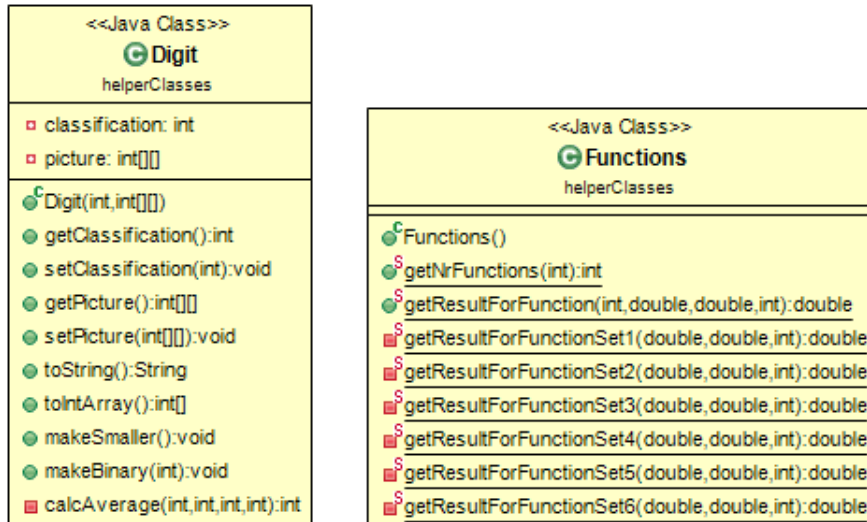 <<Java Class>>
Digit
helperClasses
classification: int
picture: int[][]
Digit(int,int[][])
getClassification():int
setClassification(int):void
getPicture():int[][]
setPicture(int[][]):void
toString():String
toIntArray():int[]
makeSmaller():void
makeBinary(int):void
calcAverage(int,int,int,int):int
<<Java Class>>
Functions
helperClasses
Functions()
getNrFunctions(int):int
getResultForFunction(int,double,double,int):double
getResultForFunctionSet1(double,double,int):double
getResultForFunctionSet2(double,double,int):double
getResultForFunctionSet3(double,double,int):double
getResultForFunctionSet4(double,double,int):double
getResultForFunctionSet5(double,double,int):double
getResultForFunctionSet6(double,double,int):double